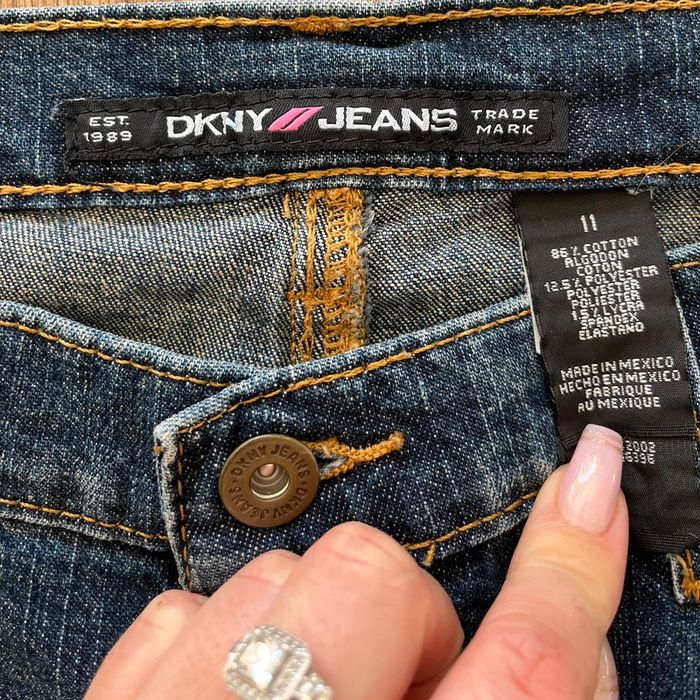 EST. 1989
DKNY JEANS
TRADE MARK
11
86% COTTON
ALGODON
COTON
12.5% POLYESTER
POLYESTER
POLIESTER
1.5% LYCRA
SPANDEX
ELASTANO
MADE IN MEXICO
HECHO EN MEXICO
FABRIQUE
AU MEXIQUE
DKNY JEANS · DKNY JEANS ·